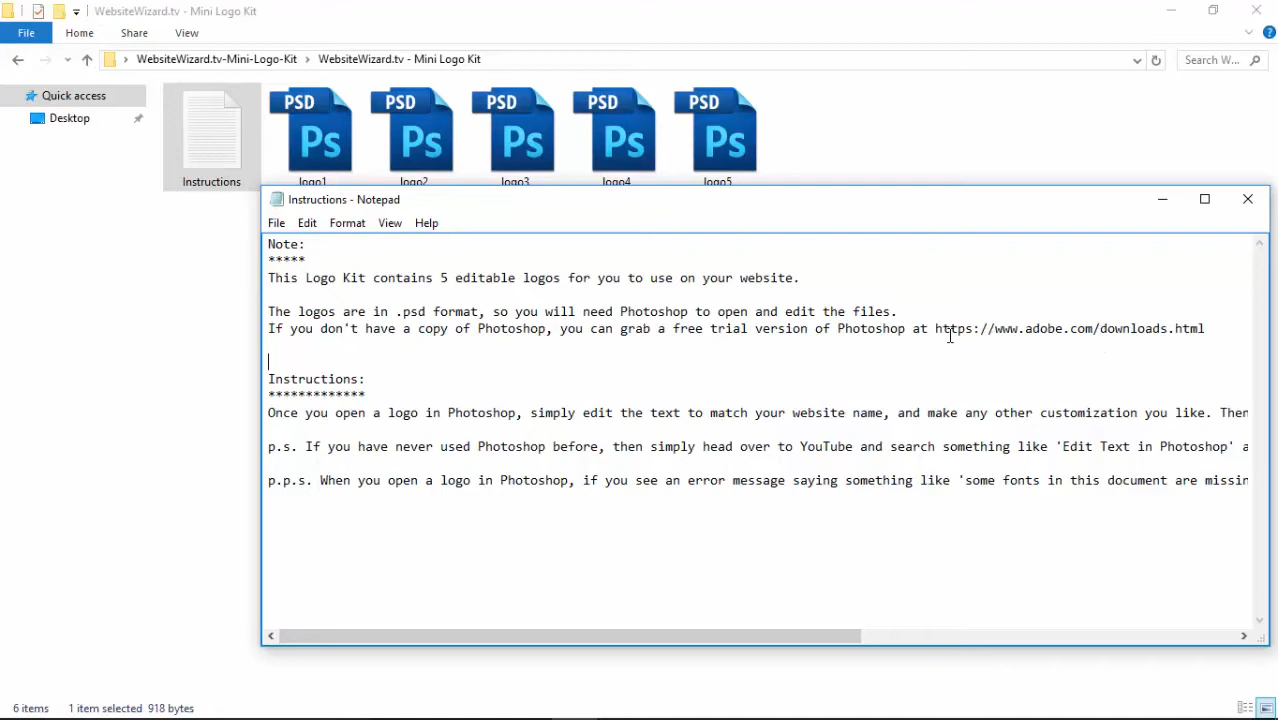 WebsiteWizard.tv - Mini Logo Kit
File
Home
Share
View
WebsiteWizard.tv-Mini-Logo-Kit
WebsiteWizard.tv - Mini Logo Kit
Search W...
Quick access
Desktop
PSD
Ps
PSD
Ps
PSD
Ps
PSD
Ps
PSD
Ps
Instructions
logo1
logo2
logo3
logo4
logo5
Instructions - Notepad
File
Edit
Format
View
Help
Note:
*****
This Logo Kit contains 5 editable logos for you to use on your website.
The logos are in .psd format, so you will need Photoshop to open and edit the files.
If you don't have a copy of Photoshop, you can grab a free trial version of Photoshop at https://www.adobe.com/downloads.html
Instructions:
*************
Once you open a logo in Photoshop, simply edit the text to match your website name, and make any other customization you like. Then
p.s. If you have never used Photoshop before, then simply head over to YouTube and search something like 'Edit Text in Photoshop' a
p.p.s. When you open a logo in Photoshop, if you see an error message saying something like 'some fonts in this document are missin
6 items
1 item selected
918 bytes